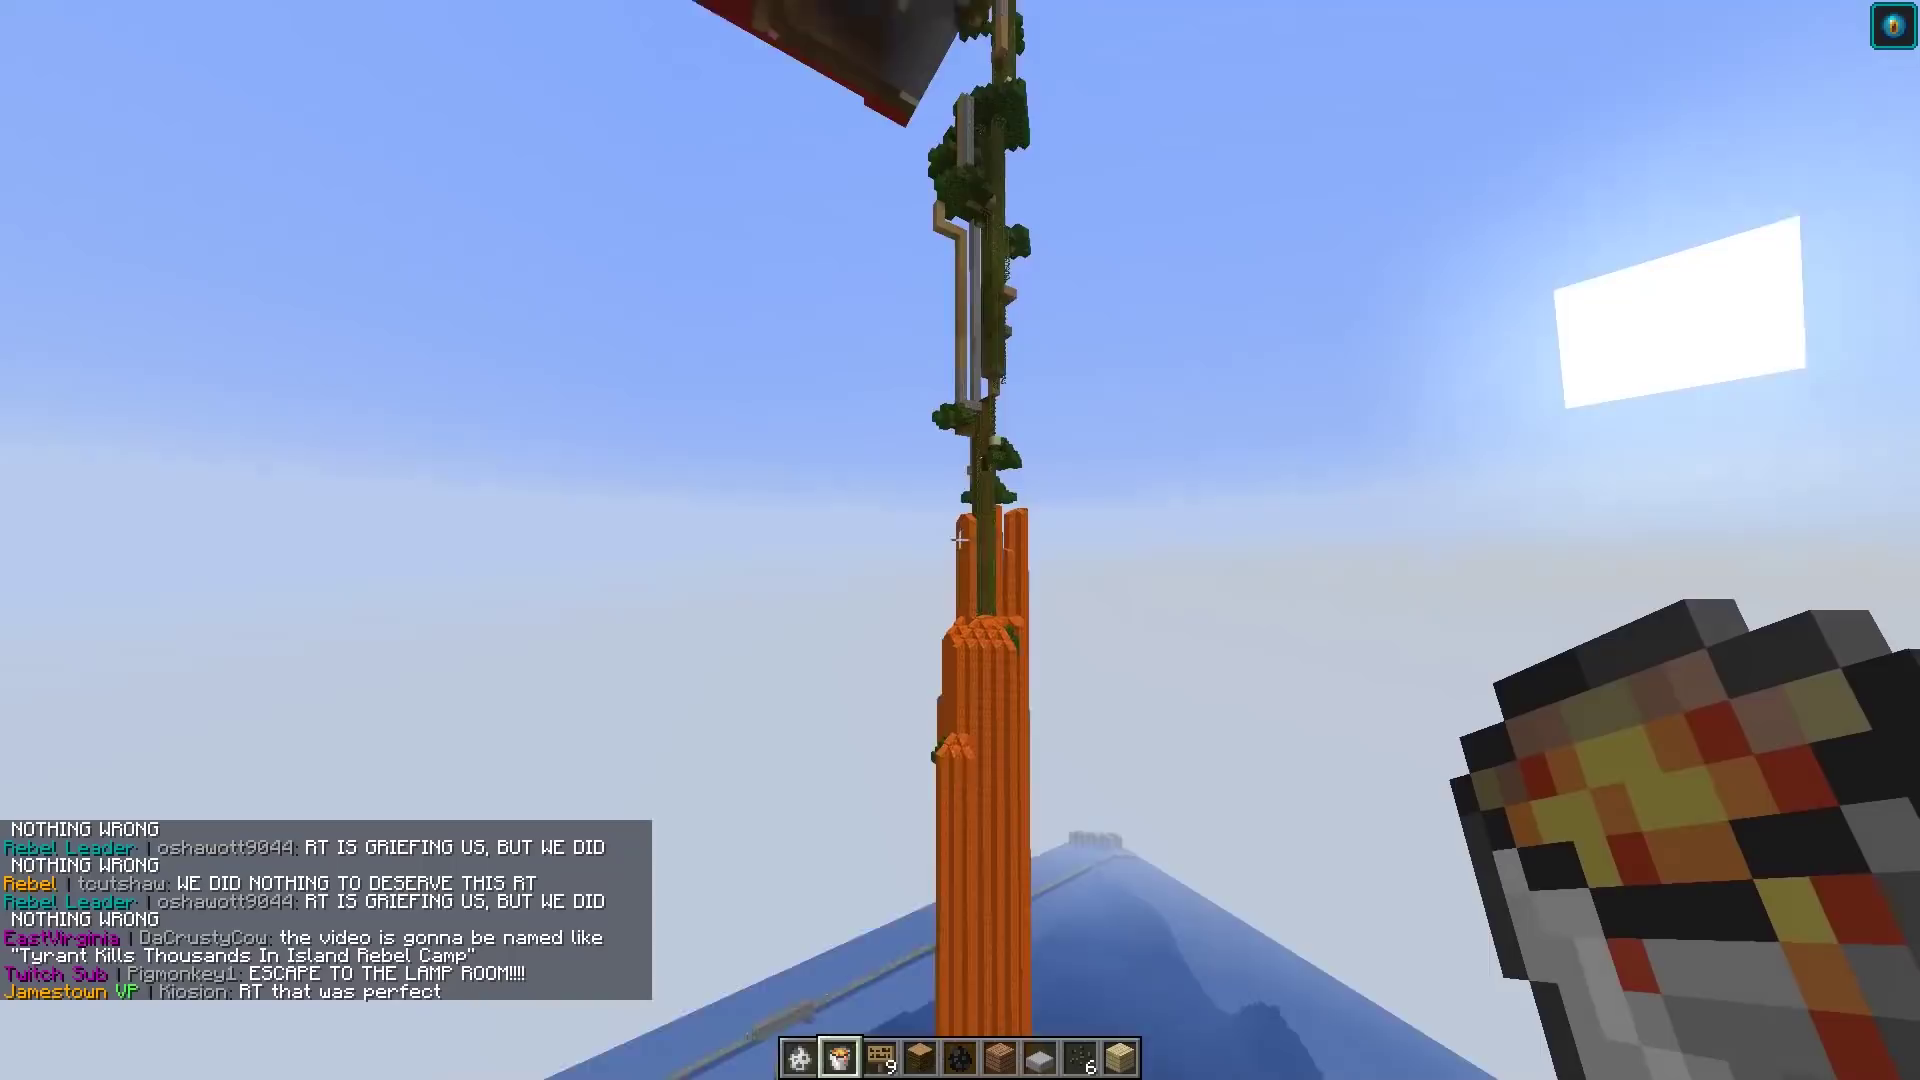 NOTHING WRONG
Rebel Leader | oshawott9044: RT IS GRIEFING US, BUT WE DID
NOTHING WRONG
Rebel | tcutshaw: WE DID NOTHING TO DESERVE THIS RT
Rebel Leader | oshawott9044: RT IS GRIEFING US, BUT WE DID
NOTHING WRONG
EastVirginia | DaCrustyCow: the video is gonna be named like
"Tyrant Kills Thousands In Island Rebel Camp"
Twitch Sub | Pigmonkey1: ESCAPE TO THE LAMP ROOM!!!!
Jamestown VP | Kiosion: RT that was perfect
9
6